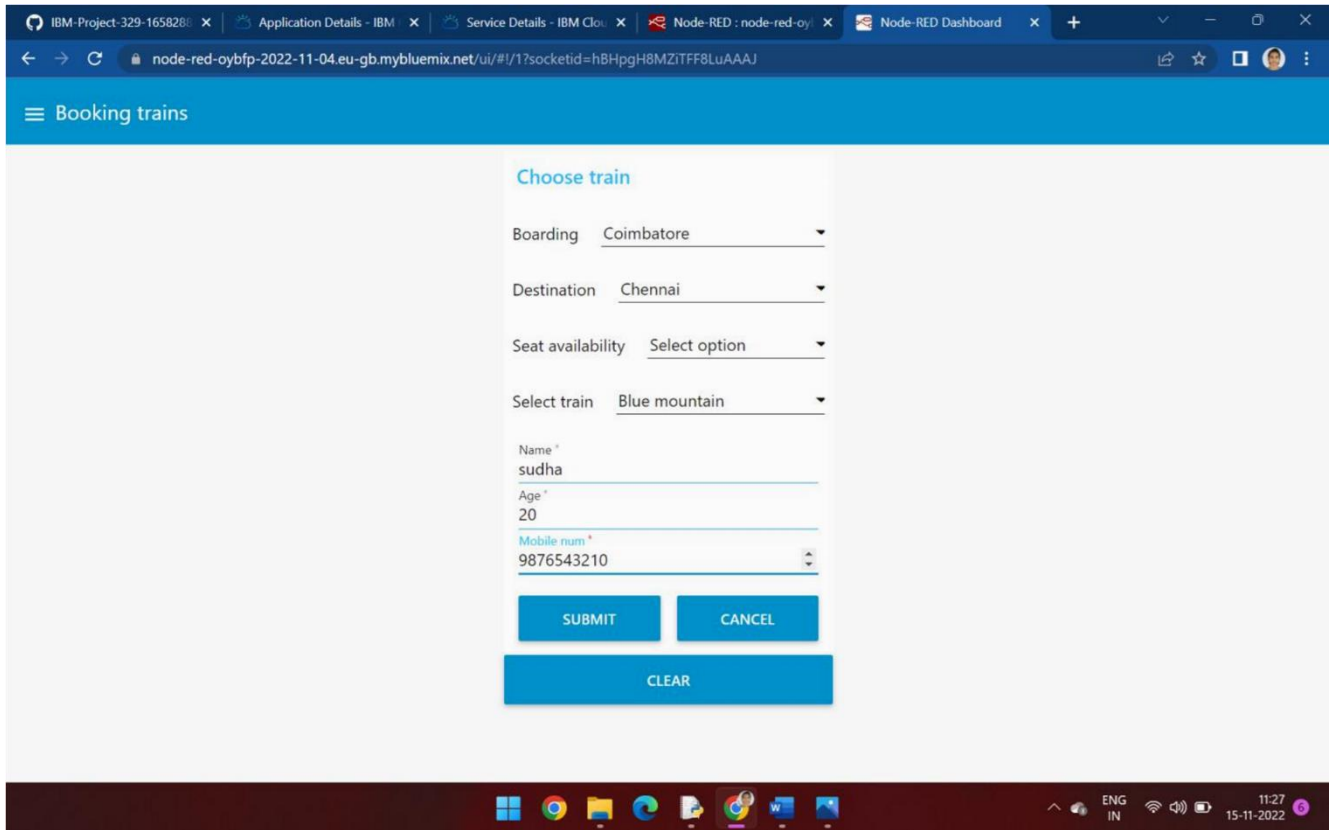 IBM-Project-329-1658288 Application Details - IBM Service Details - IBM Clou Node-RED : node-red-oy Node-RED Dashboard
node-red-oybfp-2022-11-04.eu-gb.mybluemix.net/ui/#!/1?socketid=hBHpgH8MZiTFF8LuAAAJ
Booking trains
Choose train
Boarding Coimbatore
Destination Chennai
Seat availability Select option
Select train Blue mountain
Name *
sudha
Age *
20
Mobile num *
9876543210
SUBMIT CANCEL
CLEAR
ENG 11:27
IN 15-11-2022 6